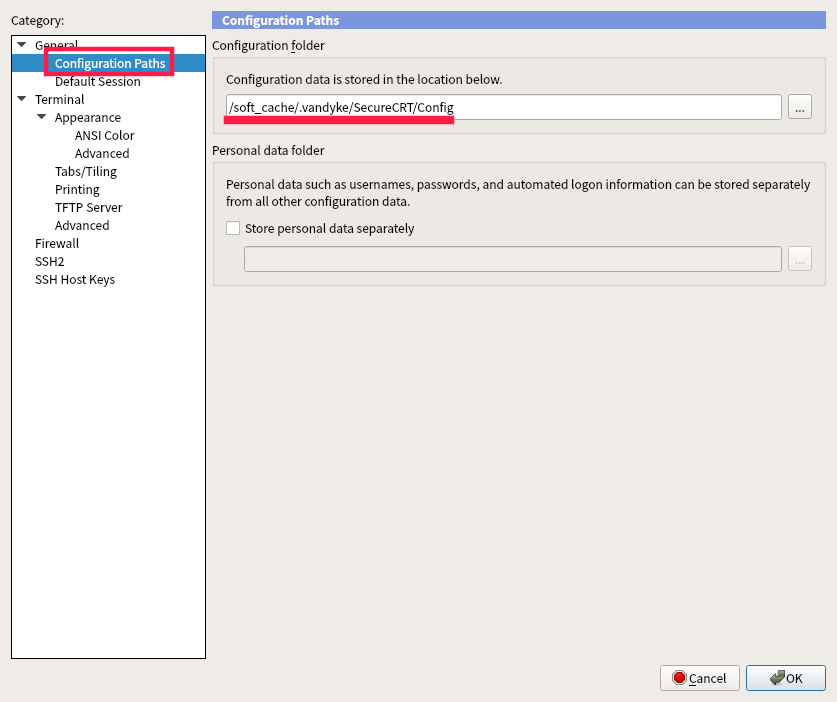 Category:
General
Configuration Paths
Default Session
Terminal
Appearance
ANSI Color
Advanced
Tabs/Tiling
Printing
TFTP Server
Advanced
Firewall
SSH2
SSH Host Keys
Configuration Paths
Configuration folder
Configuration data is stored in the location below.
/soft_cache/.vandyke/SecureCRT/Config
...
Personal data folder
Personal data such as usernames, passwords, and automated logon information can be stored separately
from all other configuration data.
Store personal data separately
...
Cancel
OK